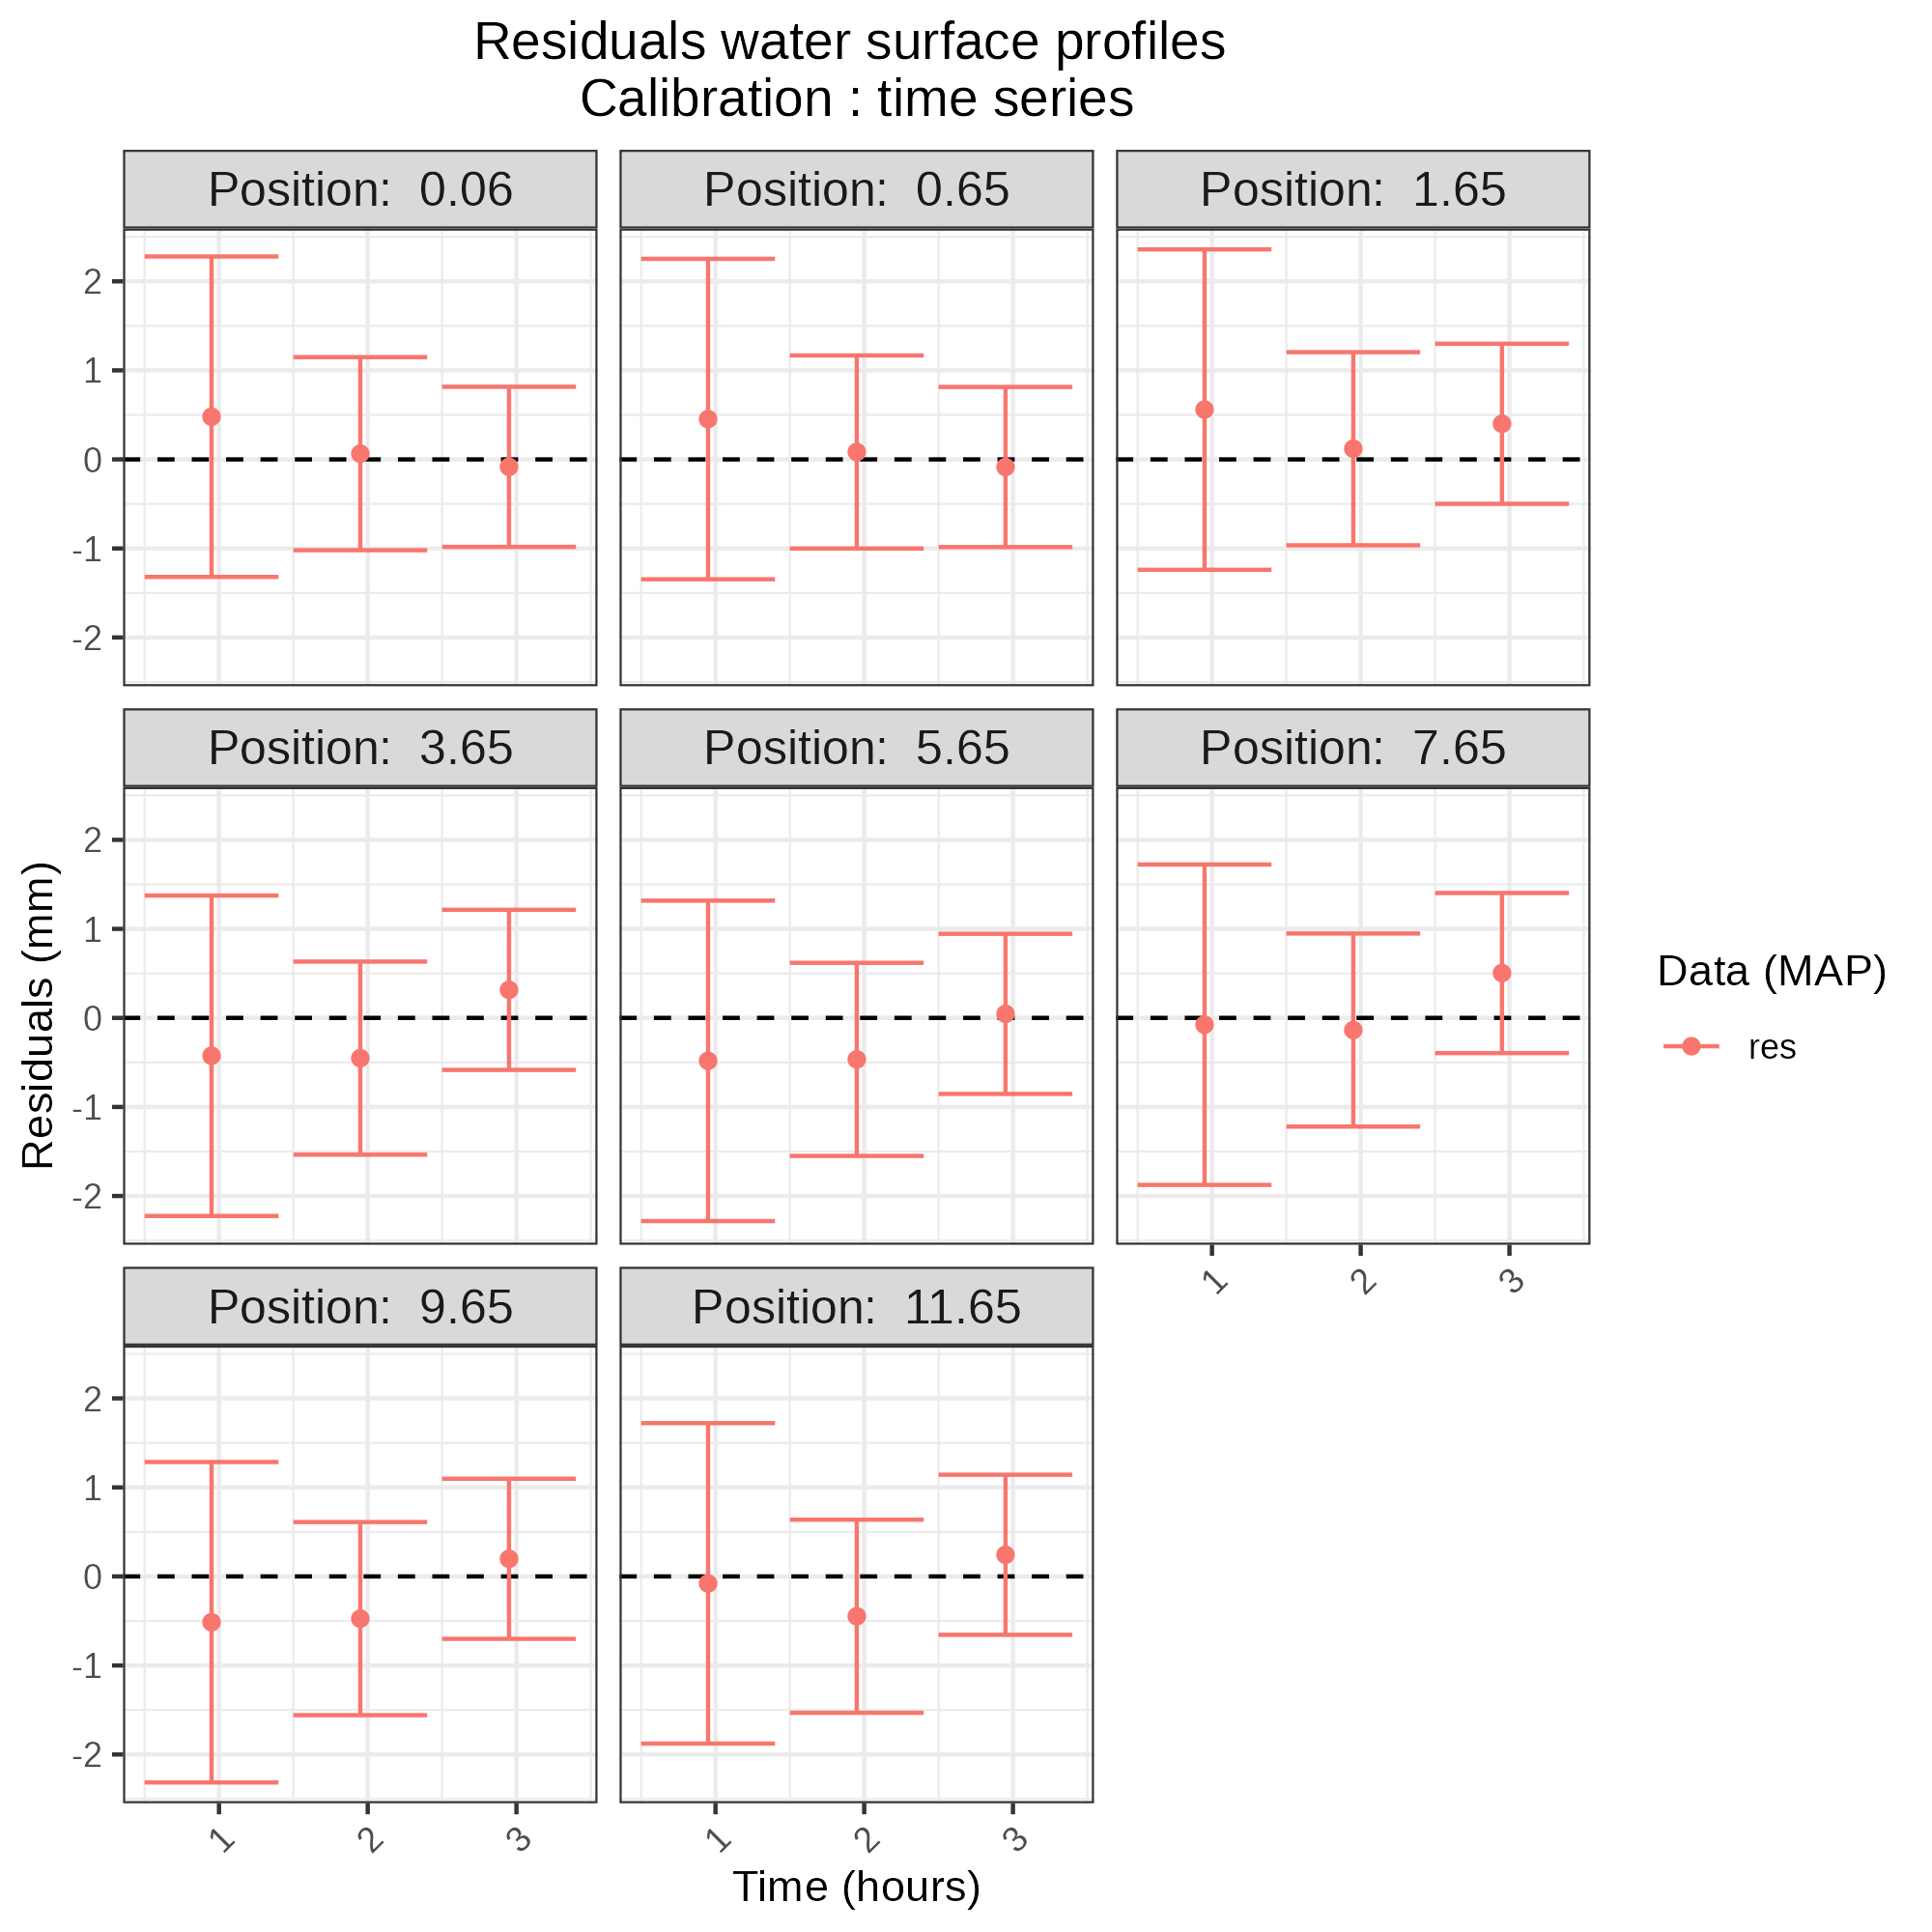 Residuals water surface profiles
Calibration : time series
Position: 0.06
Position: 0.65
Position: 1.65
2
1
0
-1
-2
Position: 3.65
Position: 5.65
Position: 7.65
2
1
0
-1
-2
1
2
3
Position: 9.65
Position: 11.65
2
1
0
-1
-2
1
2
3
1
2
3
Time (hours)
Residuals (mm)
Data (MAP)
res